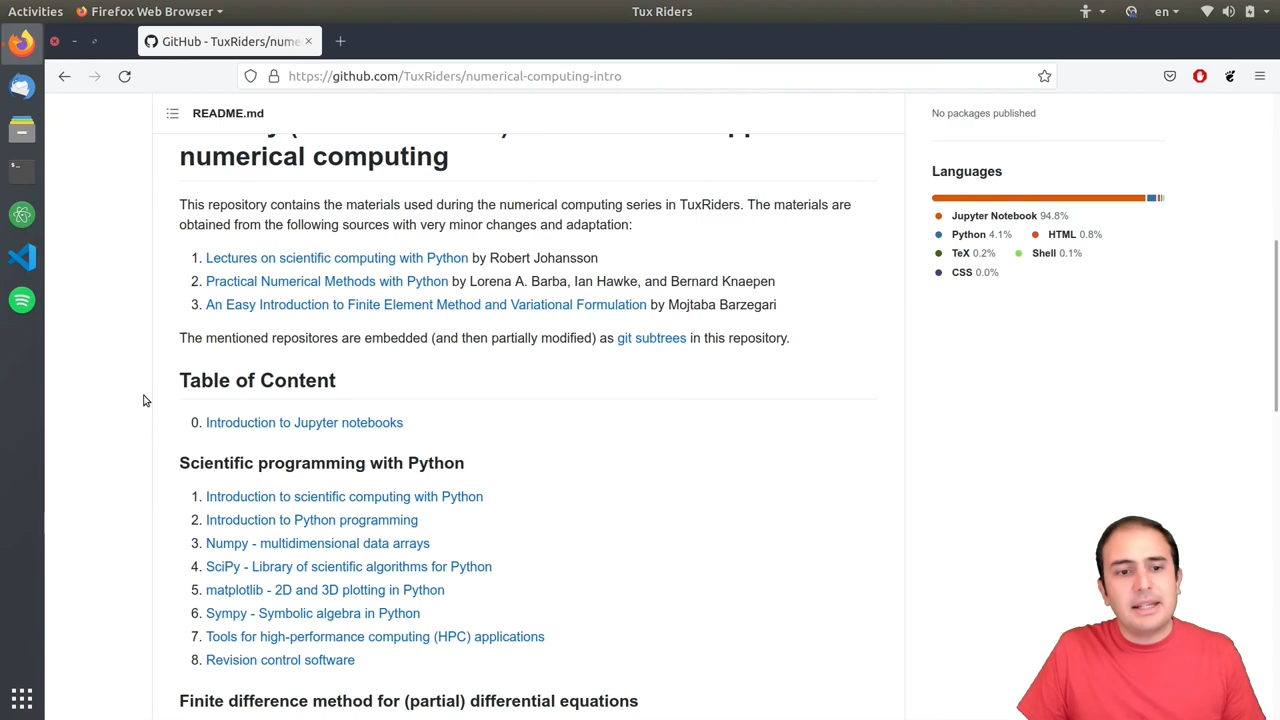 Activities Firefox Web Browser Tux Riders en
GitHub - TuxRiders/nume
https://github.com/TuxRiders/numerical-computing-intro
README.md
No packages published
numerical computing
Languages
This repository contains the materials used during the numerical computing series in TuxRiders. The materials are
obtained from the following sources with very minor changes and adaptation:
Jupyter Notebook 94.8%
Python 4.1% HTML 0.8%
TeX 0.2% Shell 0.1%
CSS 0.0%
1. Lectures on scientific computing with Python by Robert Johansson
2. Practical Numerical Methods with Python by Lorena A. Barba, Ian Hawke, and Bernard Knaepen
3. An Easy Introduction to Finite Element Method and Variational Formulation by Mojtaba Barzegari
The mentioned repositores are embedded (and then partially modified) as git subtrees in this repository.
Table of Content
0. Introduction to Jupyter notebooks
Scientific programming with Python
1. Introduction to scientific computing with Python
2. Introduction to Python programming
3. Numpy - multidimensional data arrays
4. SciPy - Library of scientific algorithms for Python
5. matplotlib - 2D and 3D plotting in Python
6. Sympy - Symbolic algebra in Python
7. Tools for high-performance computing (HPC) applications
8. Revision control software
Finite difference method for (partial) differential equations